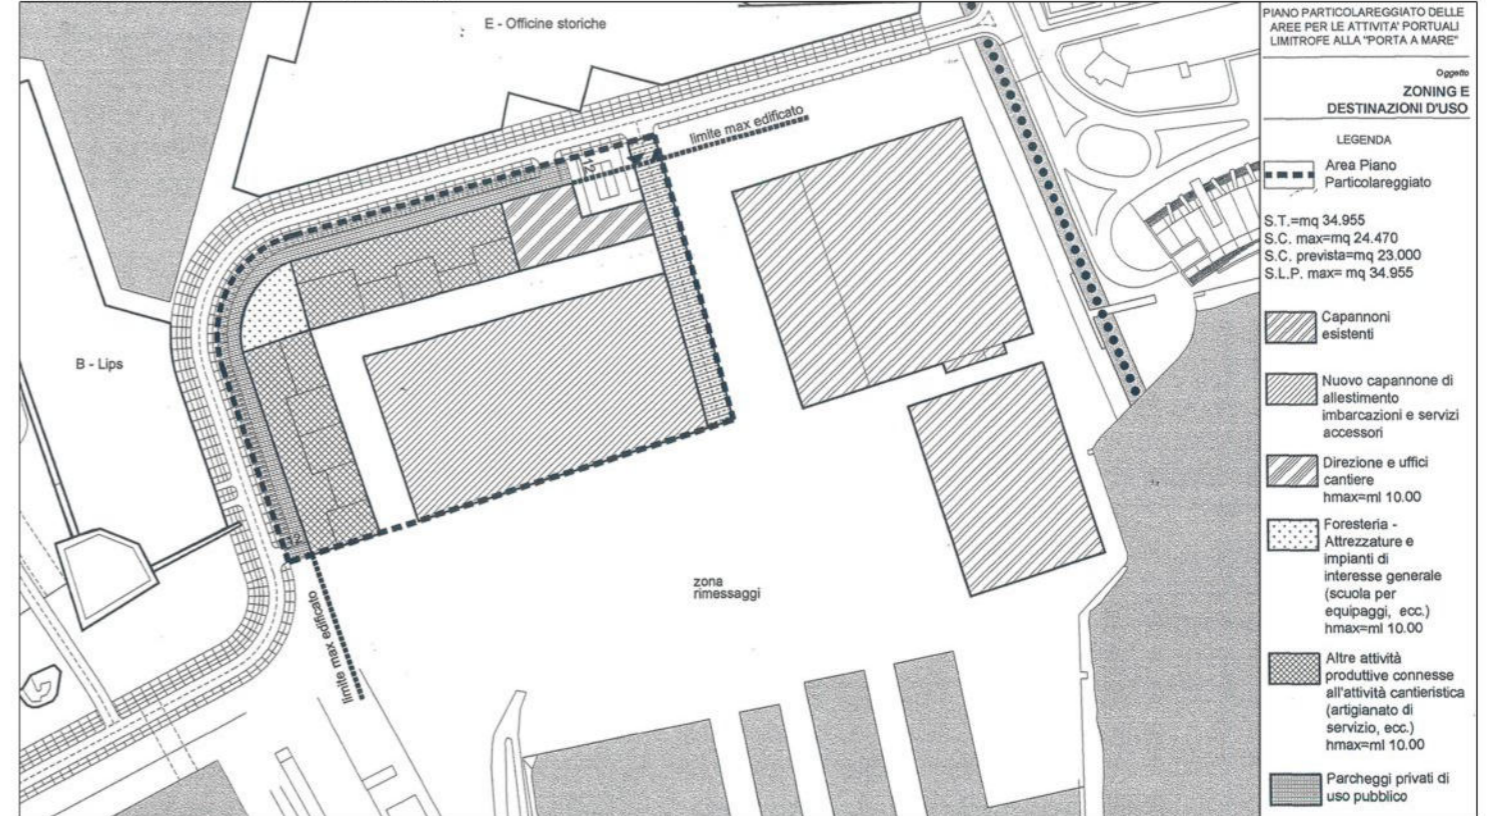 E - Officine storiche
limite max edificato
12
B - Lips
12
limite max edificato
zona
rimessaggi
PIANO PARTICOLAREGGIATO DELLE
AREE PER LE ATTIVITA' PORTUALI
LIMITROFE ALLA "PORTA A MARE"
Oggetto
ZONING E
DESTINAZIONI D'USO
LEGENDA
Area Piano
Particolareggiato
S.T.=mq 34.955
S.C. max=mq 24.470
S.C. prevista=mq 23.000
S.L.P. max= mq 34.955
Capannoni
esistenti
Nuovo capannone di
allestimento
imbarcazioni e servizi
accessori
Direzione e uffici
cantiere
hmax=ml 10.00
Foresteria -
Attrezzature e
impianti di
interesse generale
(scuola per
equipaggi, ecc.)
hmax=ml 10.00
Altre attività
produttive connesse
all'attività cantieristica
(artigianato di
servizio, ecc.)
hmax=ml 10.00
Parcheggi privati di
uso pubblico